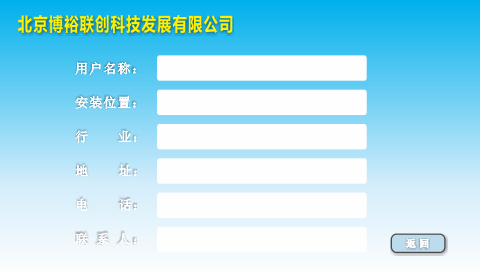 北京博裕联创科技发展有限公司
用户名称：
安装位置：
行 业：
地 址：
电 话：
联 系 人：
返回